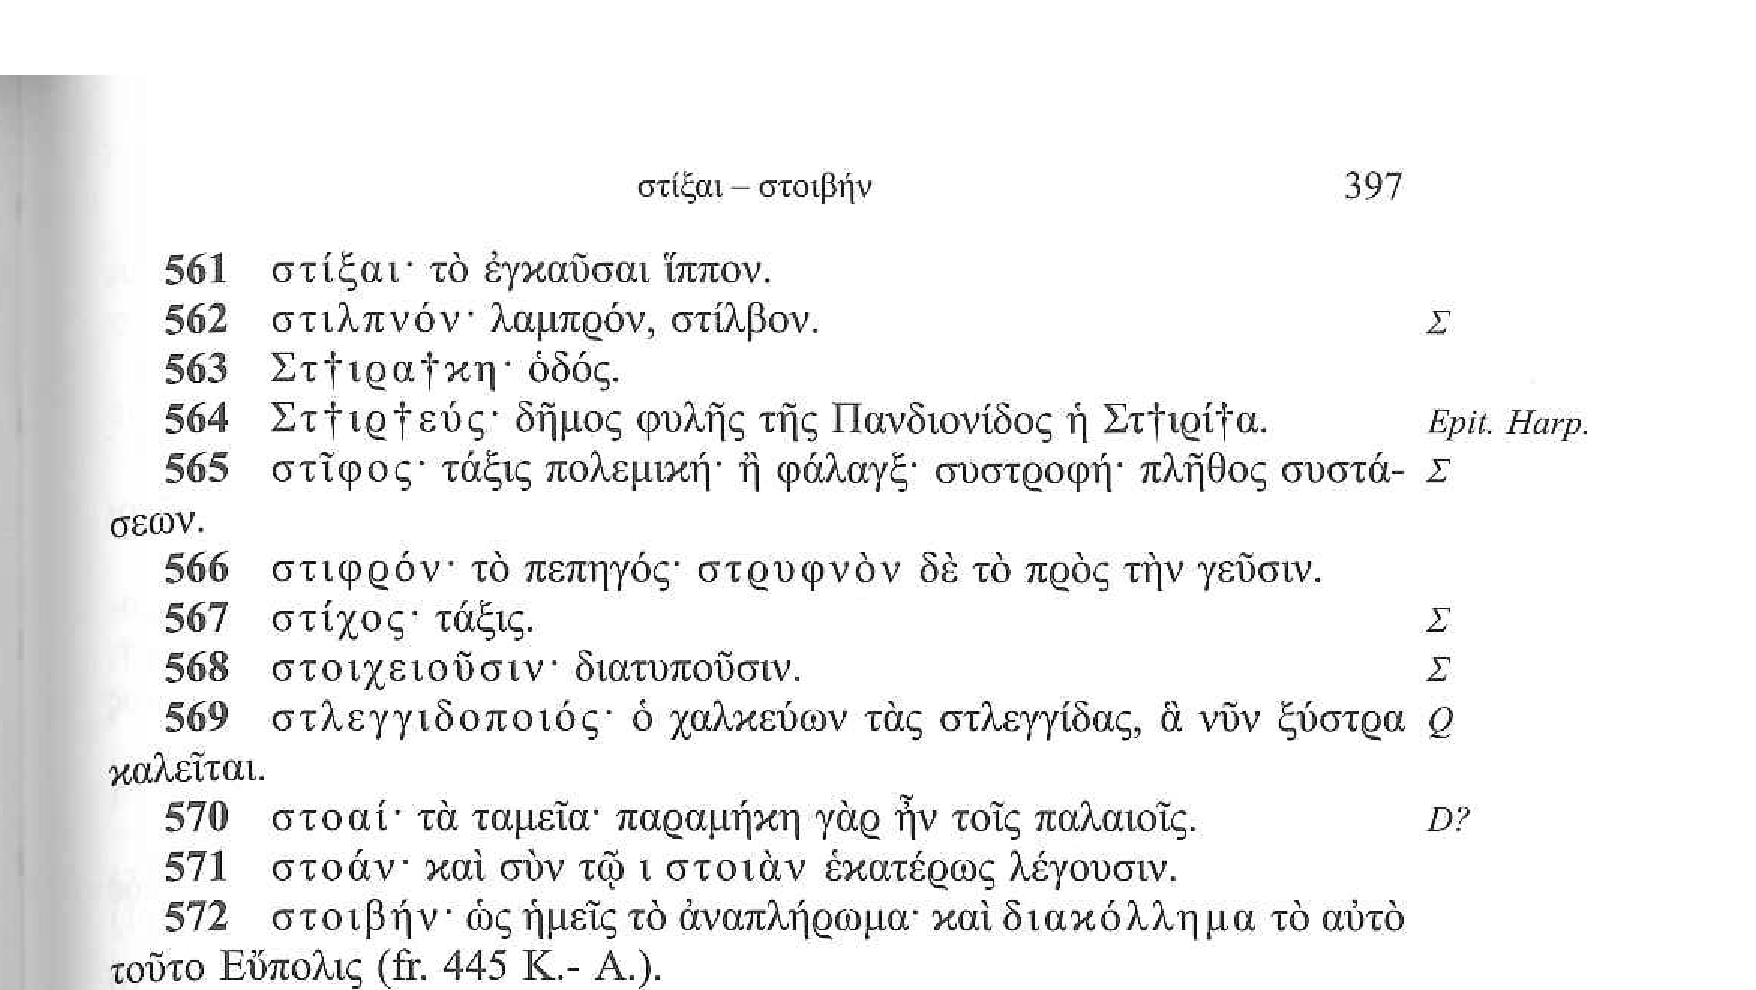 στίξαι – στοιβήν 397
561 στίξαι· τὸ ἐγκαῦσαι ἵππον.
562 στιλπνόν· λαμπρόν, στίλβον. Σ
563 Στ†ιρα†κη· ὁδός.
564 Στ†ιρ†εύς· δῆμος φυλῆς τῆς Πανδιονίδος ἡ Στ†ιρί†α. Epit. Harp.
565 στῖφος· τάξις πολεμική· ἢ φάλαγξ· συστροφή· πλῆθος συστά- Σ
σεων.
566 στιφρόν· τὸ πεπηγός· στρυφνὸν δὲ τὸ πρὸς τὴν γεῦσιν.
567 στίχος· τάξις. Σ
568 στοιχειοῦσιν· διατυποῦσιν. Σ
569 στλεγγιδοποιός· ὁ χαλκεύων τὰς στλεγγίδας, ἃ νῦν ξύστρα Q
καλεῖται.
570 στοαί· τὰ ταμεῖα· παραμήκη γὰρ ἦν τοῖς παλαιοῖς. D?
571 στοάν· καὶ σὺν τῷ ι στοιὰν ἑκατέρως λέγουσιν.
572 στοιβήν· ὡς ἡμεῖς τὸ ἀναπλήρωμα· καὶ διακόλλημα τὸ αὐτὸ
τοῦτο Εὔπολις (fr. 445 K.- A.).